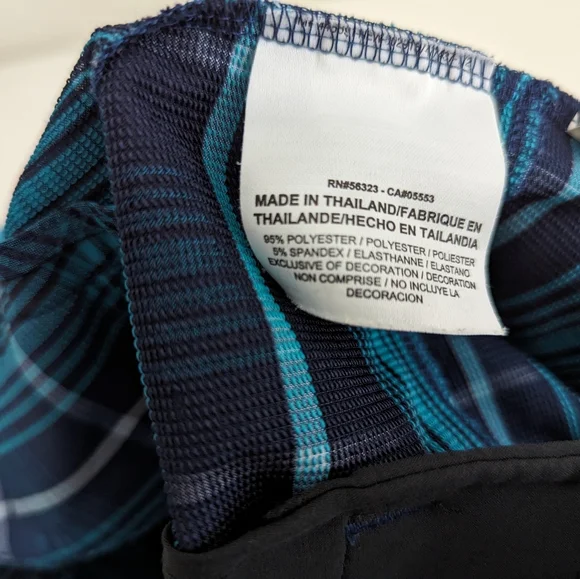 RN#56323 - CA#05553
MADE IN THAILAND/FABRIQUE EN
THAILANDE/HECHO EN TAILANDIA
95% POLYESTER / POLYESTER / POLIESTER
5% SPANDEX / ELASTHANNE / ELASTANO
EXCLUSIVE OF DECORATION / DECORATION
NON COMPRISE / NO INCLUYE LA
DECORACION